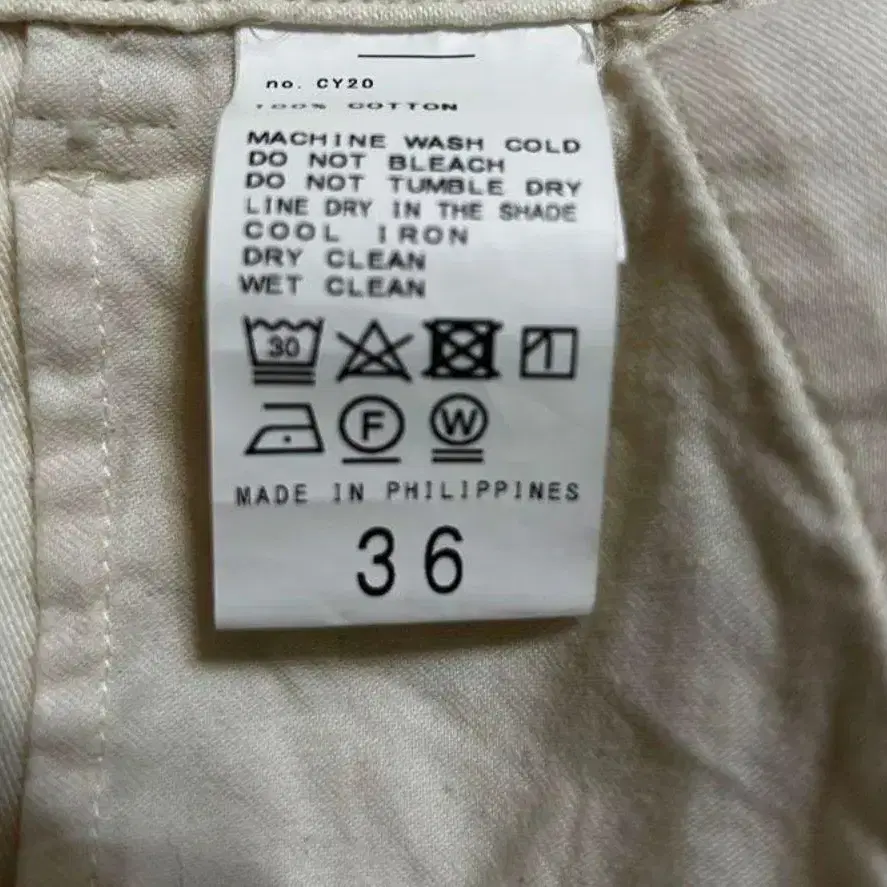 no. CY20
100% COTTON
MACHINE WASH COLD
DO NOT BLEACH
DO NOT TUMBLE DRY
LINE DRY IN THE SHADE
COOL IRON
DRY CLEAN
WET CLEAN
30
F W
MADE IN PHILIPPINES
36